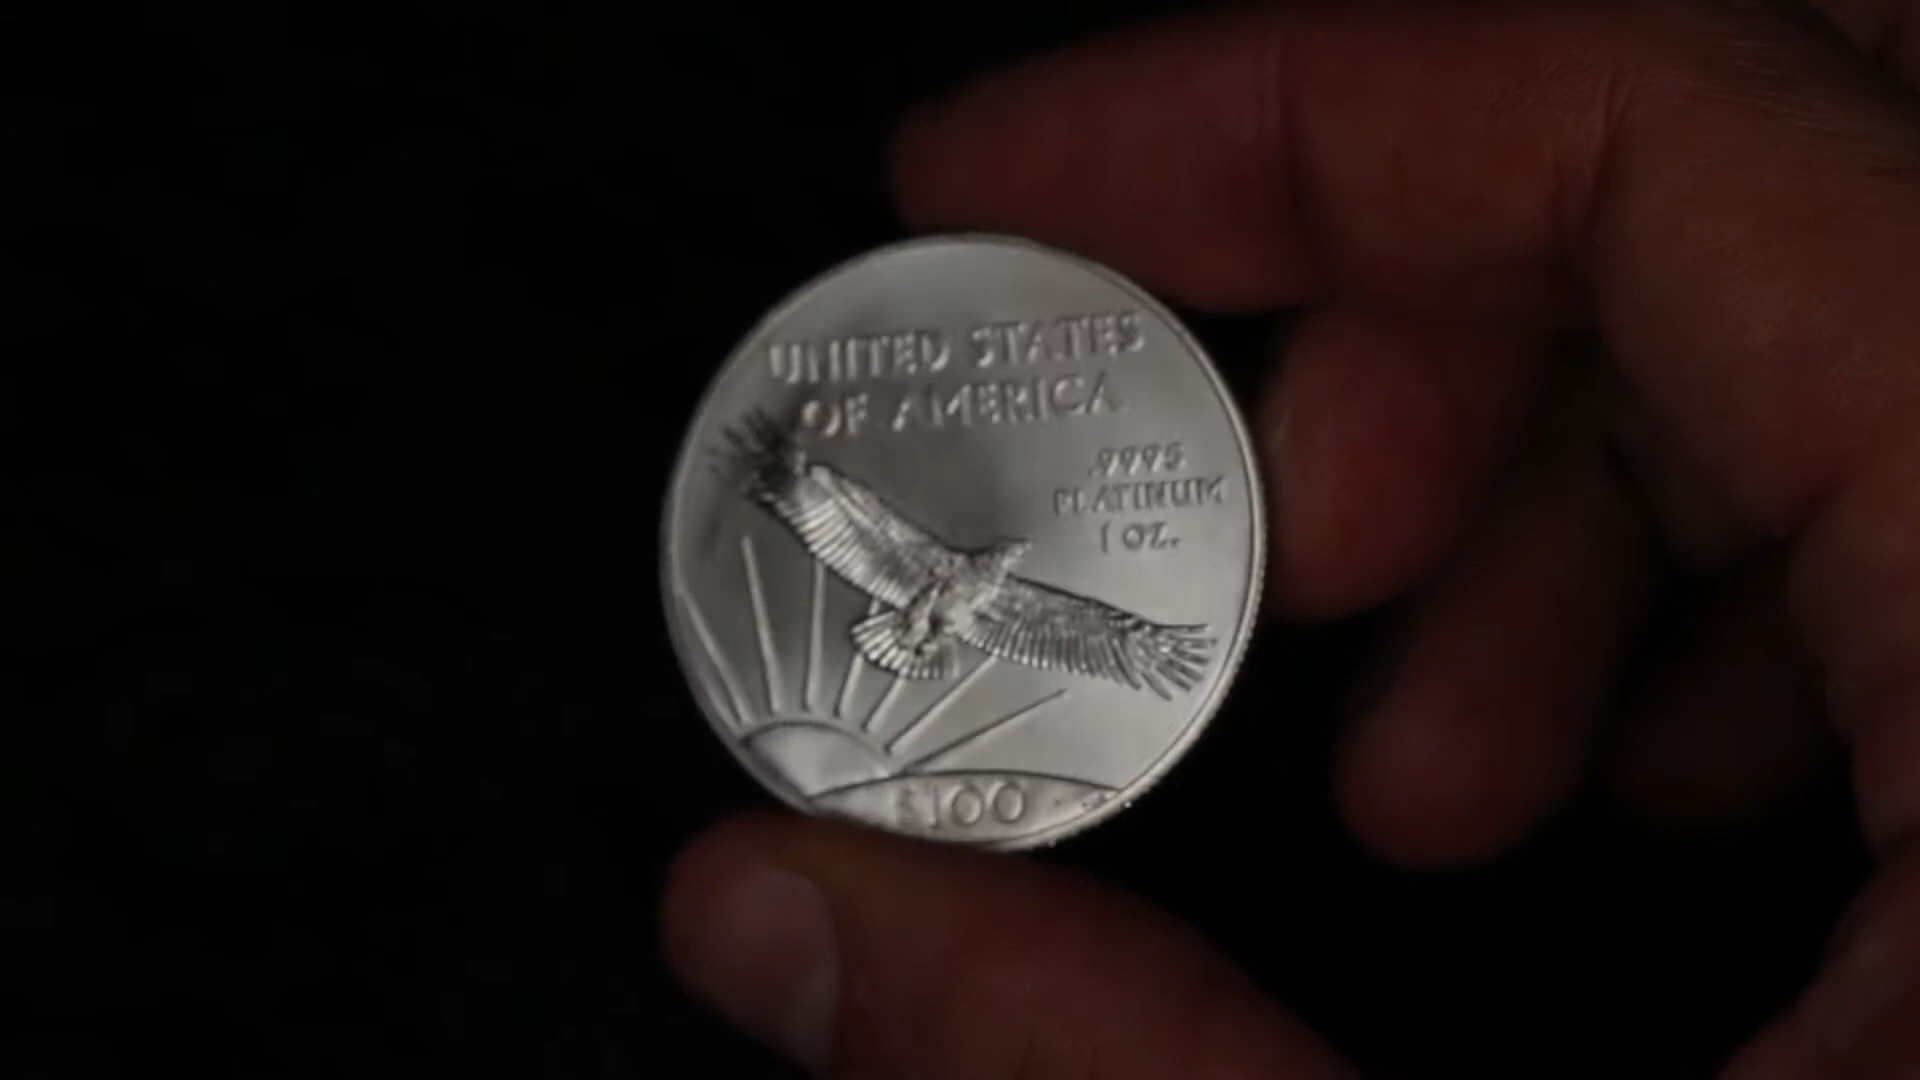 UNITED STATES
OF AMERICA
.9995
PLATINUM
1 OZ.
$100